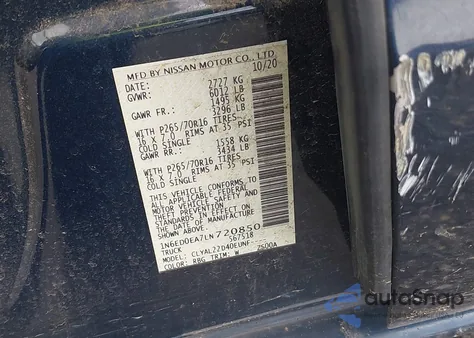 MFD BY NISSAN MOTOR CO., LTD.
DATE: 10/20
GVWR: 2727 KG
6012 LB
GAWR FR.: 1495 KG
3296 LB
WITH P265/70R16 TIRES
16 X 7.0 RIMS AT 35 PSI
COLD SINGLE
GAWR RR.: 1558 KG
3434 LB
WITH P265/70R16 TIRES
16 X 7.0 RIMS AT 35 PSI
COLD SINGLE
THIS VEHICLE CONFORMS TO
ALL APPLICABLE FEDERAL
MOTOR VEHICLE SAFETY AND
THEFT PREVENTION
STANDARDS IN EFFECT ON
THE DATE OF MANUFACTURE
SHOWN ABOVE.
1N6ED0EA7LN720850
TRUCK 567518
MODEL: CLYAL22D40EUNF-
COLOR: RBG TRIM: W 2S00A
autoSnap